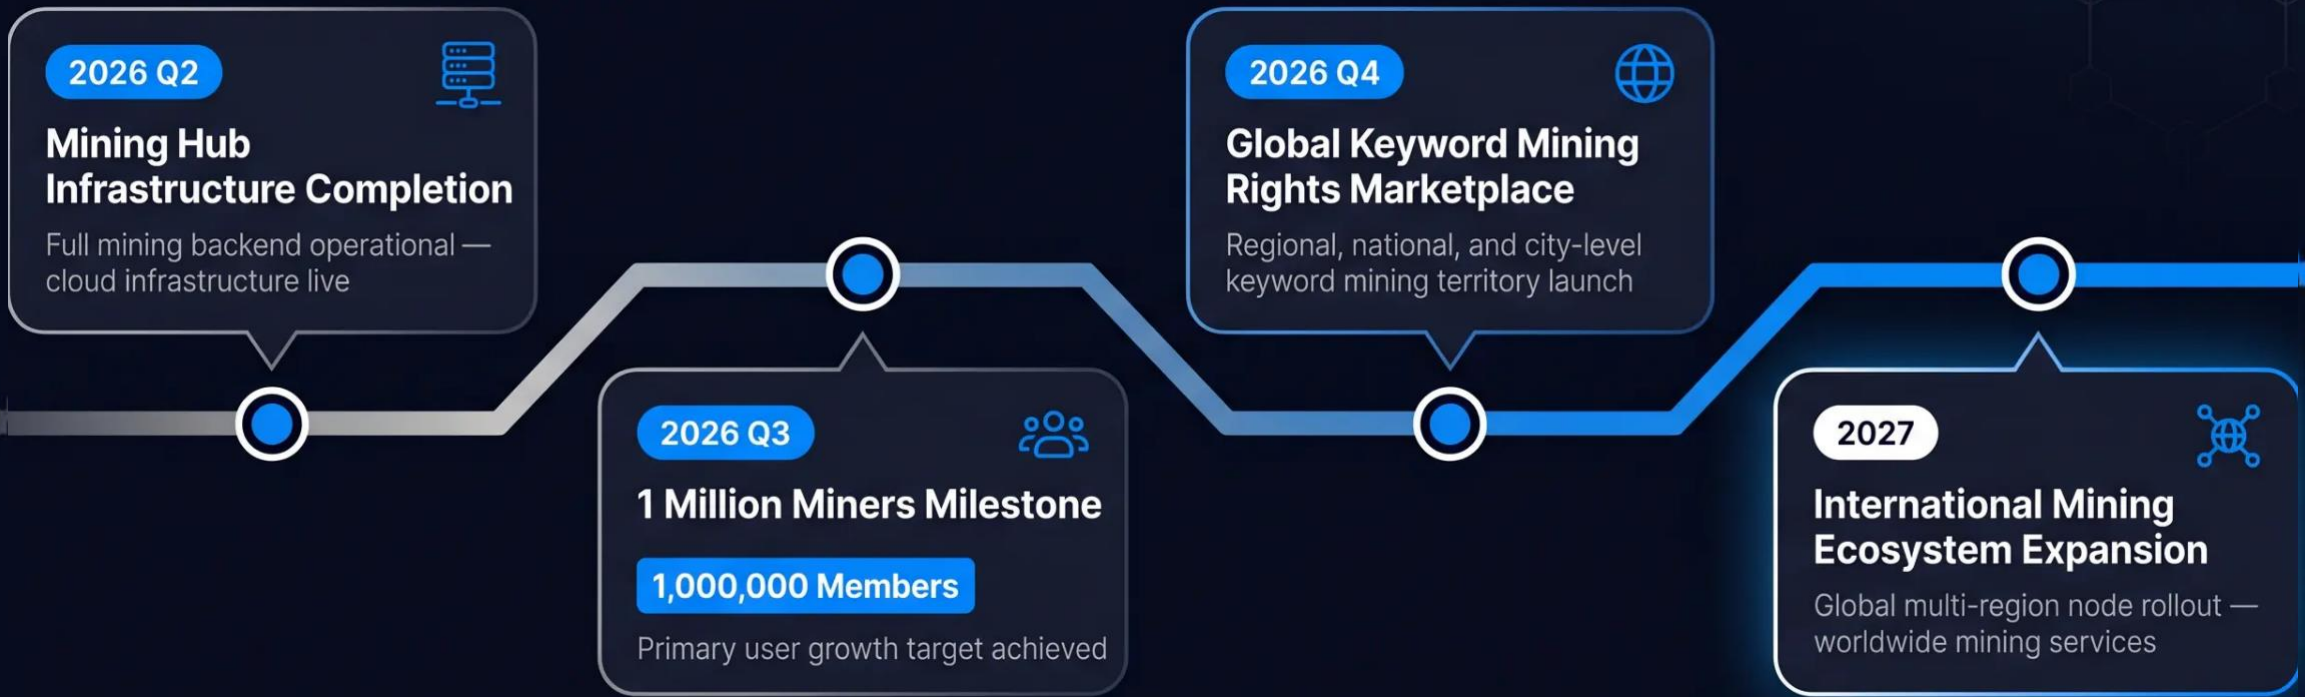 2026 Q2
Mining Hub
Infrastructure Completion
Full mining backend operational —
cloud infrastructure live
2026 Q3
1 Million Miners Milestone
1,000,000 Members
Primary user growth target achieved
2026 Q4
Global Keyword Mining
Rights Marketplace
Regional, national, and city-level
keyword mining territory launch
2027
International Mining
Ecosystem Expansion
Global multi-region node rollout —
worldwide mining services